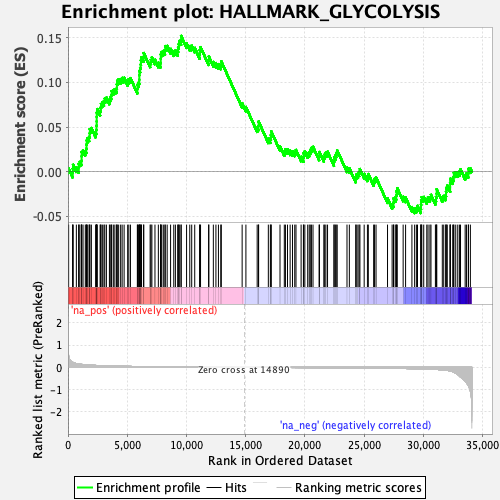 Enrichment plot: HALLMARK_GLYCOLYSIS
Enrichment score (ES)
0.15
0.10
0.05
0.00
-0.05
'na_pos' (positively correlated)
Ranked list metric (PreRanked)
2
1
0
-1
-2
Zero cross at 14890
'na_neg' (negatively correlated)
0
5,000
10,000
15,000
20,000
25,000
30,000
35,000
Rank in Ordered Dataset
Enrichment profile
Hits
Ranking metric scores